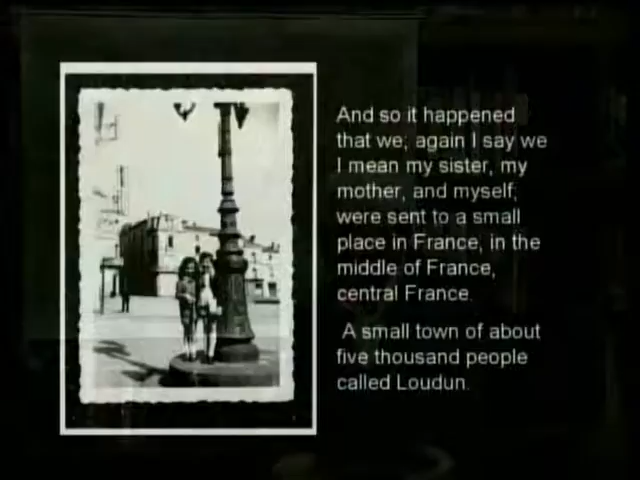 And so it happened
that we; again I say we
I mean my sister, my
mother, and myself;
were sent to a small
place in France, in the
middle of France,
central France.
A small town of about
five thousand people
called Loudun.